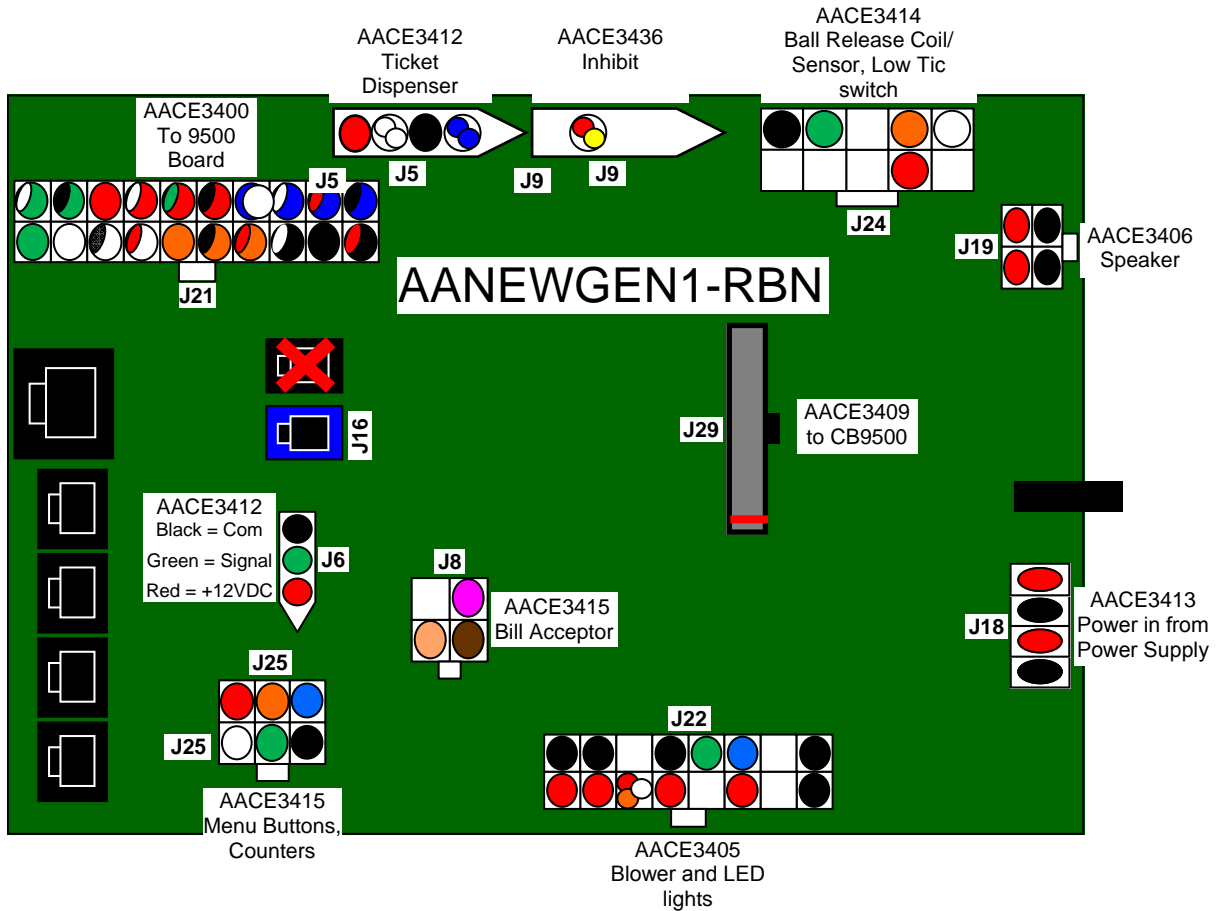 AACE3412
Ticket
Dispenser
AACE3436
Inhibit
AACE3414
Ball Release Coil/
Sensor, Low Tic
switch
AACE3400
To 9500
Board
J5
J5
J9
J9
J24
J19
AACE3406
Speaker
J21
AANEWGEN1-RBN
J16
J29
AACE3409
to CB9500
AACE3412
Black = Com
Green = Signal
Red = +12VDC
J6
J8
AACE3415
Bill Acceptor
J18
AACE3413
Power in from
Power Supply
J25
J25
AACE3415
Menu Buttons,
Counters
J22
AACE3405
Blower and LED
lights